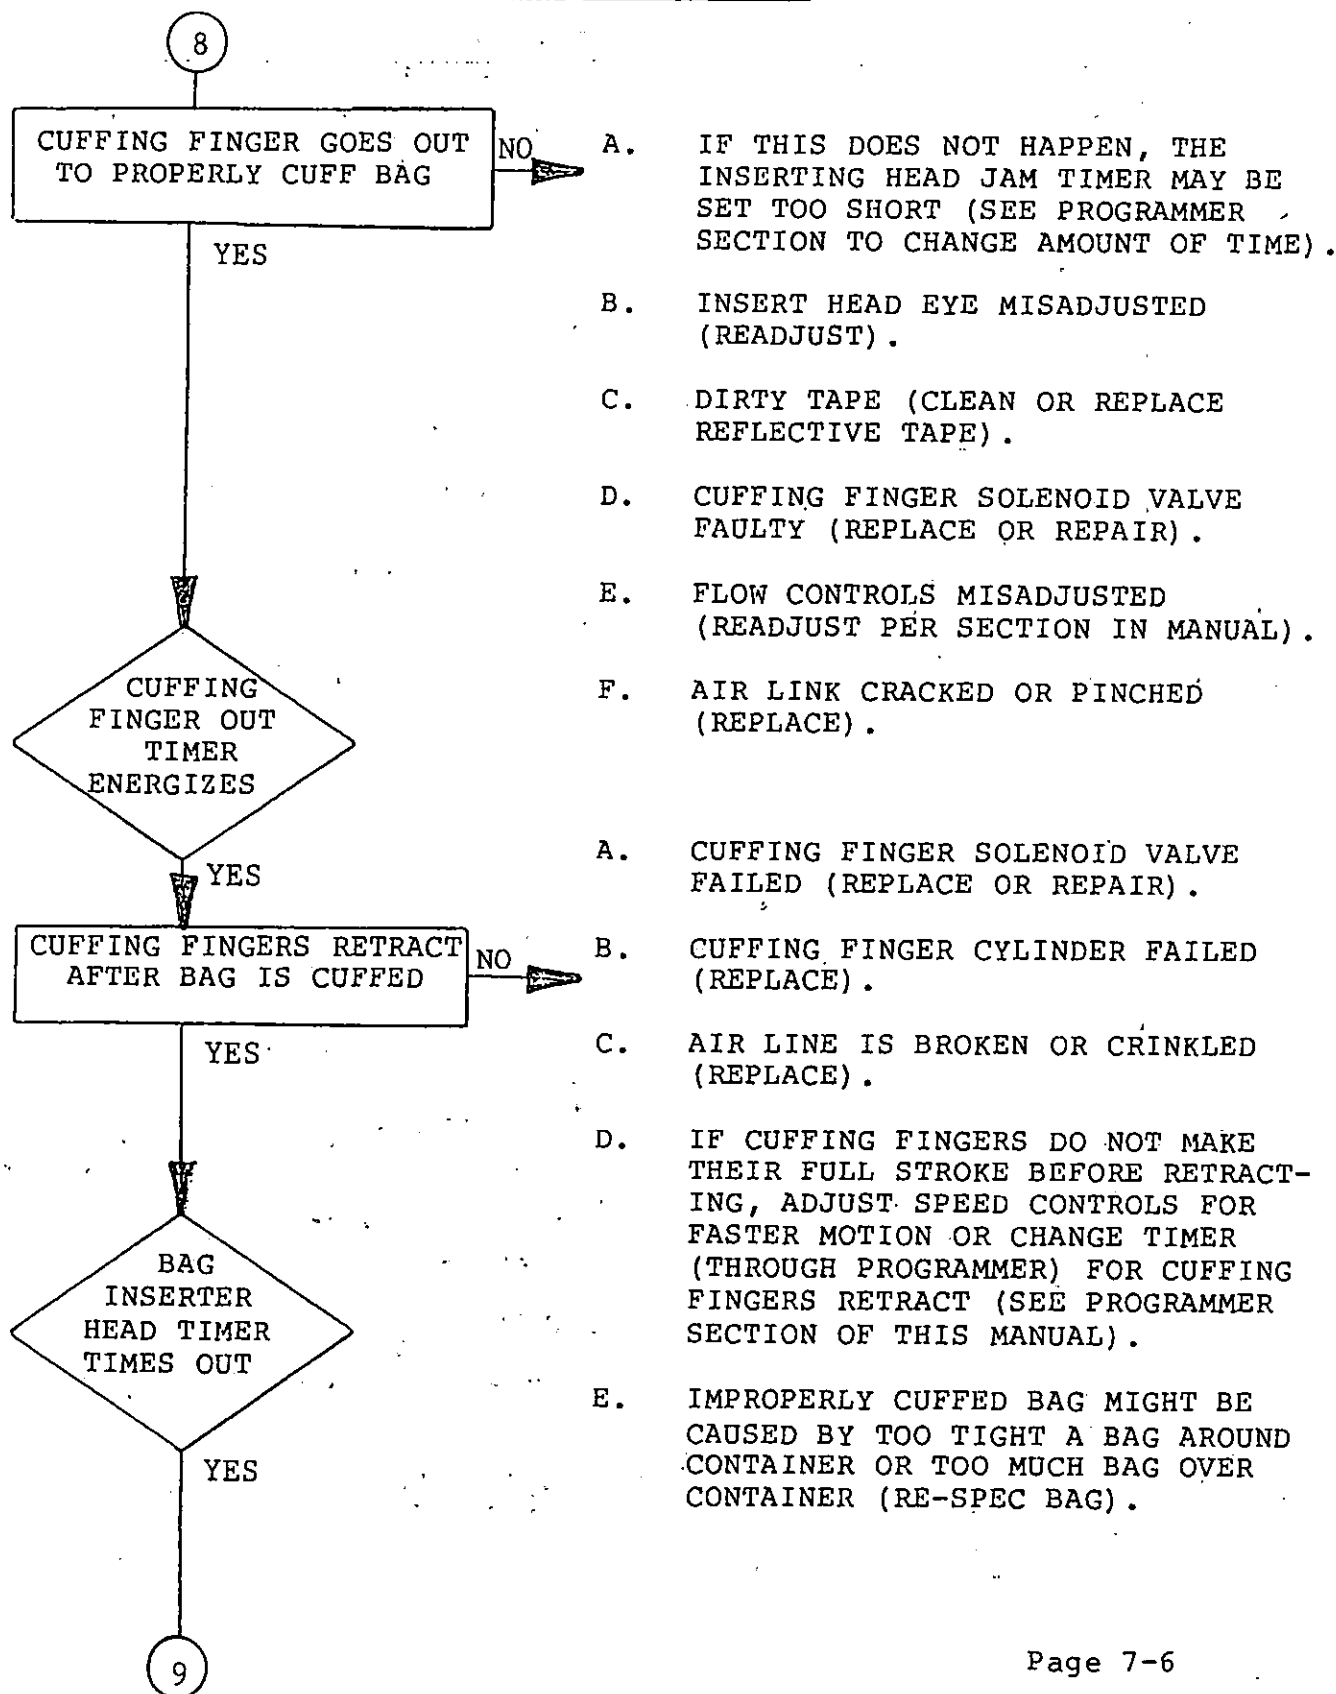 8
CUFFING FINGER GOES OUT
TO PROPERLY CUFF BAG
NO
YES
A. IF THIS DOES NOT HAPPEN, THE
INSERTING HEAD JAM TIMER MAY BE
SET TOO SHORT (SEE PROGRAMMER
SECTION TO CHANGE AMOUNT OF TIME).
B. INSERT HEAD EYE MISADJUSTED
(READJUST).
C. DIRTY TAPE (CLEAN OR REPLACE
REFLECTIVE TAPE).
D. CUFFING FINGER SOLENOID VALVE
FAULTY (REPLACE OR REPAIR).
E. FLOW CONTROLS MISADJUSTED
(READJUST PER SECTION IN MANUAL).
F. AIR LINK CRACKED OR PINCHED
(REPLACE).
CUFFING
FINGER OUT
TIMER
ENERGIZES
YES
CUFFING FINGERS RETRACT
AFTER BAG IS CUFFED
NO
YES
A. CUFFING FINGER SOLENOID VALVE
FAILED (REPLACE OR REPAIR).
B. CUFFING FINGER CYLINDER FAILED
(REPLACE).
C. AIR LINE IS BROKEN OR CRINKLED
(REPLACE).
D. IF CUFFING FINGERS DO NOT MAKE
THEIR FULL STROKE BEFORE RETRACT-
ING, ADJUST SPEED CONTROLS FOR
FASTER MOTION OR CHANGE TIMER
(THROUGH PROGRAMMER) FOR CUFFING
FINGERS RETRACT (SEE PROGRAMMER
SECTION OF THIS MANUAL).
E. IMPROPERLY CUFFED BAG MIGHT BE
CAUSED BY TOO TIGHT A BAG AROUND
CONTAINER OR TOO MUCH BAG OVER
CONTAINER (RE-SPEC BAG).
BAG
INSERTER
HEAD TIMER
TIMES OUT
YES
9
Page 7-6